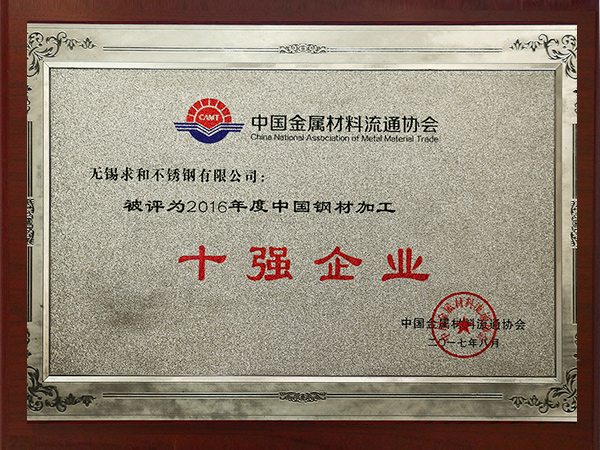 CAMT
中国金属材料流通协会
China National Association of Metal Material Trade
无锡求和不锈钢有限公司：
被评为2016年度中国钢材加工
十强企业
中国金属材料流通协会
二〇一七年八月